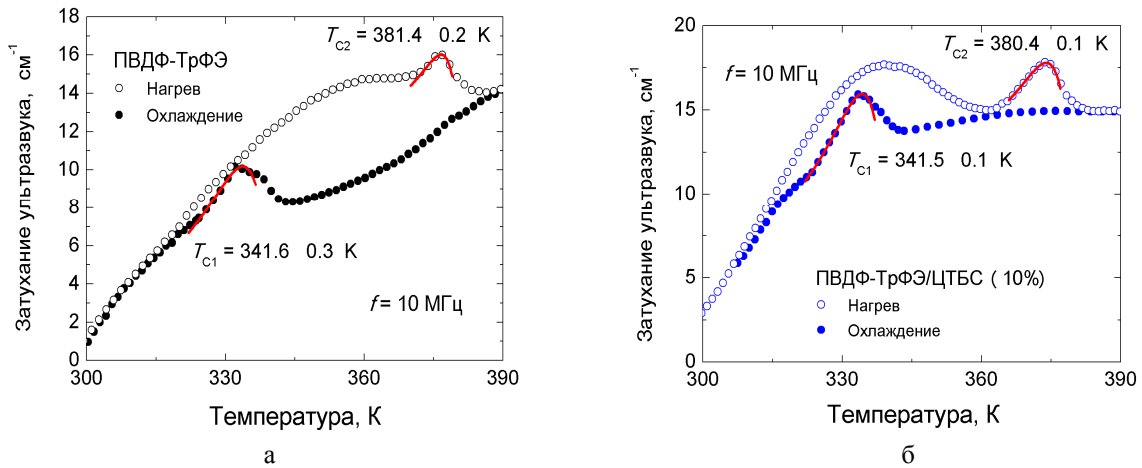 18
16
14
12
10
8
6
4
2
0
Затухание ультразвука, см⁻¹
T_C2 = 381.4 0.2 K
ПВДФ-ТрФЭ
Нагрев
Охлаждение
T_C1 = 341.6 0.3 K
f = 10 МГц
300 330 360 390
Температура, К
а
20
15
10
5
0
Затухание ультразвука, см⁻¹
T_C2 = 380.4 0.1 K
f = 10 МГц
T_C1 = 341.5 0.1 K
ПВДФ-ТрФЭ/ЦТБС ( 10%)
Нагрев
Охлаждение
300 330 360 390
Температура, К
б